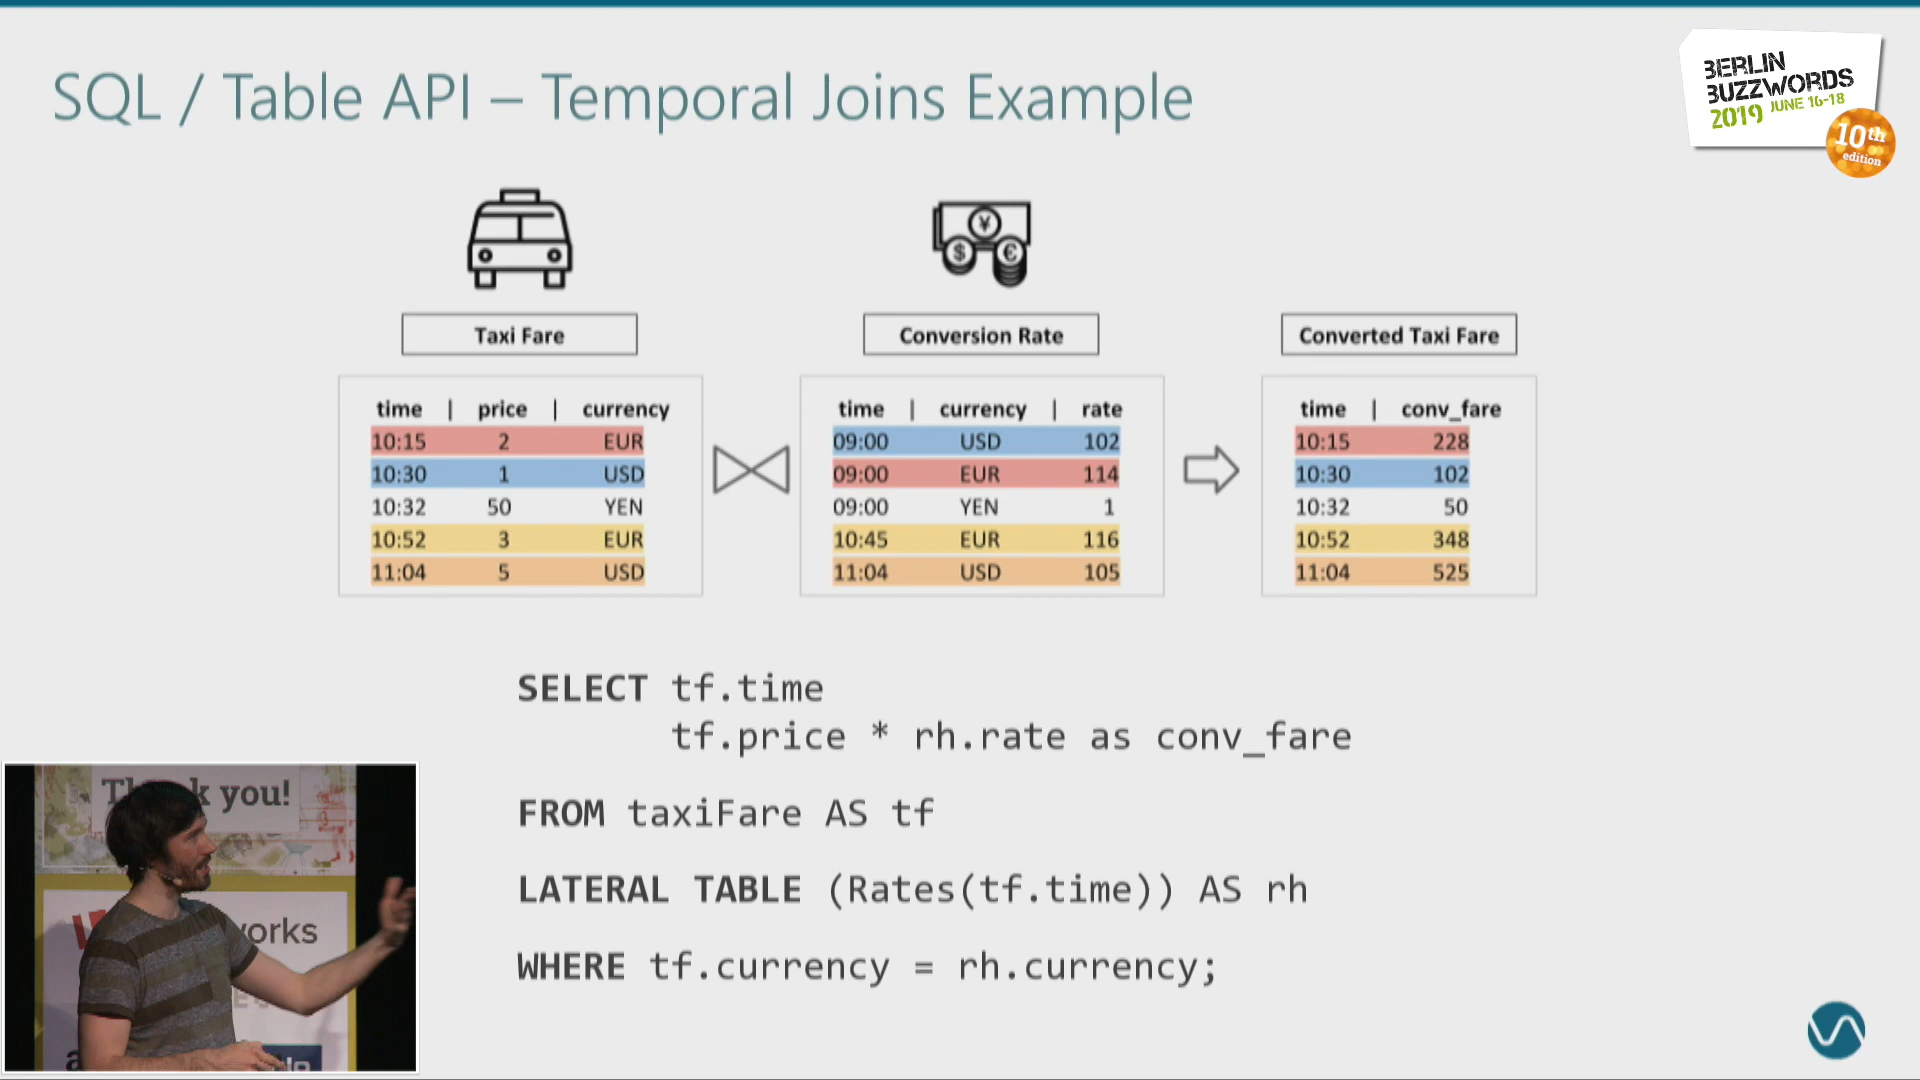 SQL / Table API – Temporal Joins Example
BERLIN
BUZZWORDS
2019 JUNE 16-18
10th
edition
Taxi Fare
Conversion Rate
Converted Taxi Fare
time | price | currency
10:15 2 EUR
10:30 1 USD
10:32 50 YEN
10:52 3 EUR
11:04 5 USD
time | currency | rate
09:00 USD 102
09:00 EUR 114
09:00 YEN 1
10:45 EUR 116
11:04 USD 105
time | conv_fare
10:15 228
10:30 102
10:32 50
10:52 348
11:04 525
SELECT tf.time
tf.price * rh.rate as conv_fare
FROM taxiFare AS tf
LATERAL TABLE (Rates(tf.time)) AS rh
WHERE tf.currency = rh.currency;
you!